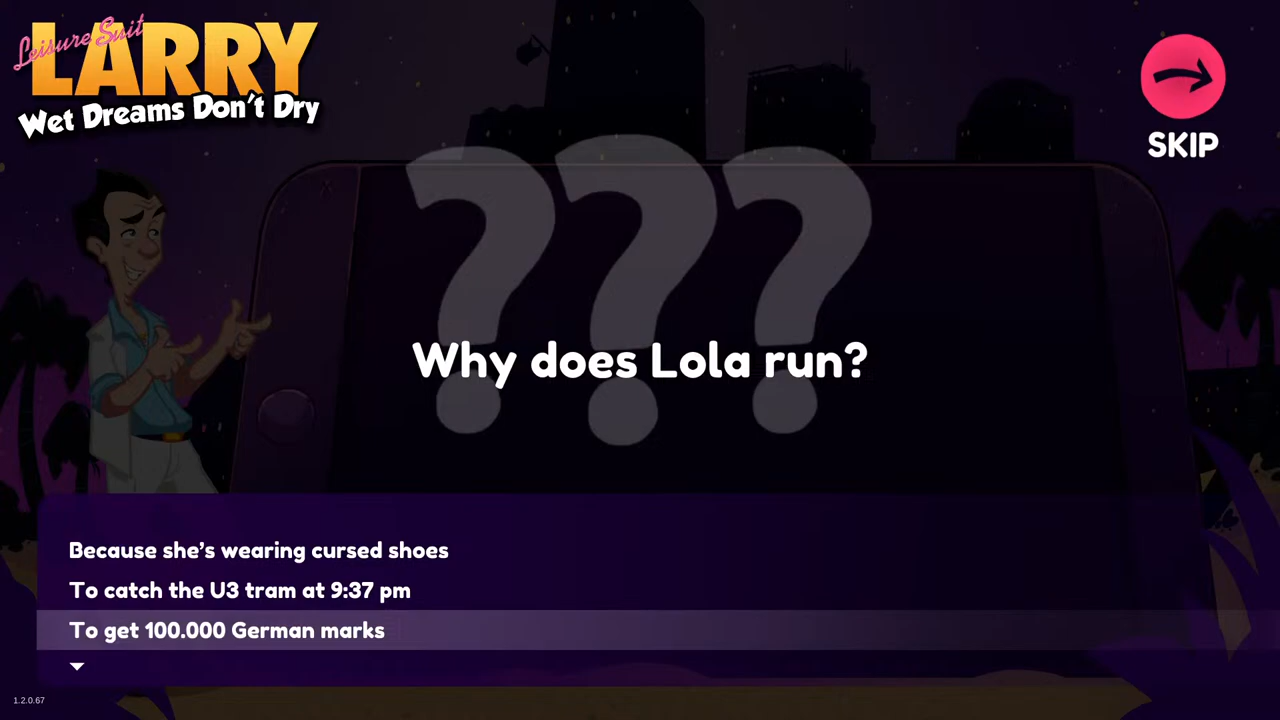 Leisure Suit
LARRY
Wet Dreams Don't Dry
SKIP
Why does Lola run?
Because she's wearing cursed shoes
To catch the U3 tram at 9:37 pm
To get 100.000 German marks
1.2.0.67